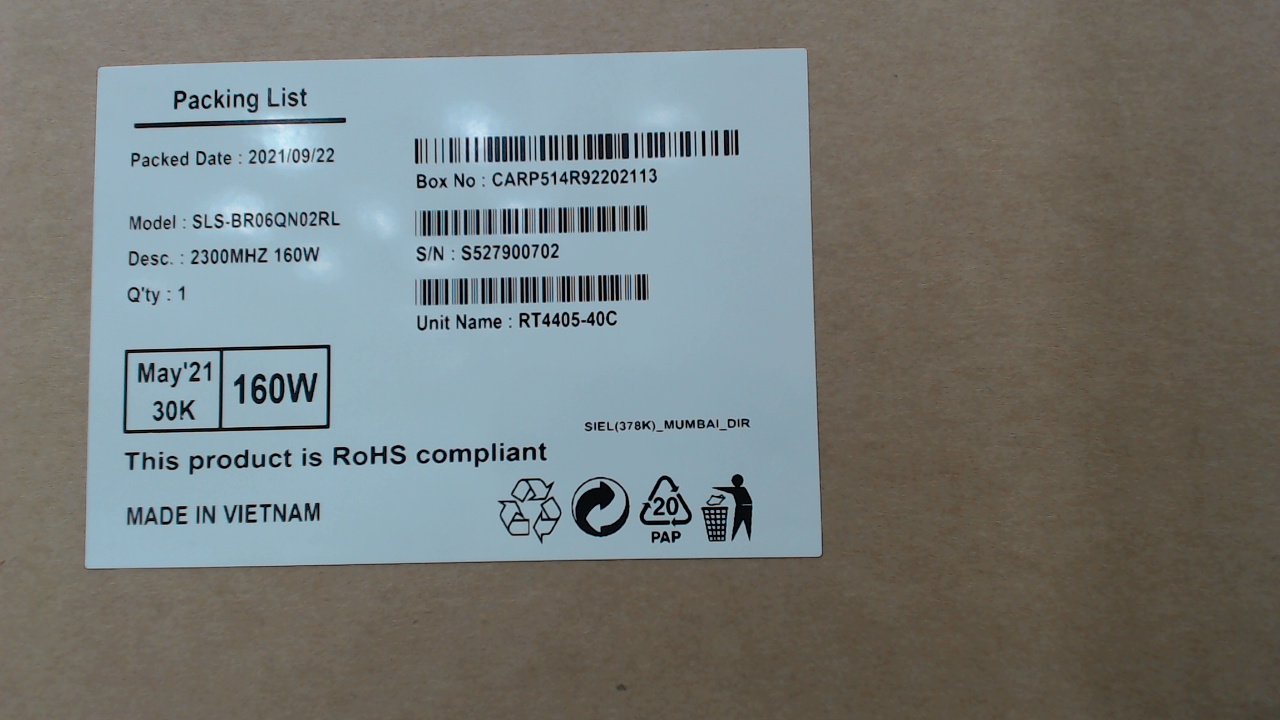 Packing List
Packed Date : 2021/09/22
Box No : CARP514R92202113
Model : SLS-BR06QN02RL
S/N : S527900702
Desc. : 2300MHZ 160W
Q'ty : 1
Unit Name : RT4405-40C
May'21
30K
160W
SIEL(378K)_MUMBAI_DIR
This product is RoHS compliant
MADE IN VIETNAM
20
PAP